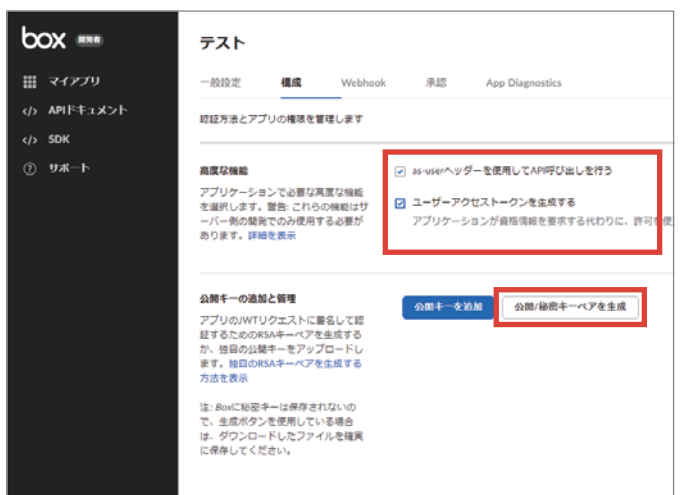 box 開発者
マイアプリ
APIドキュメント
SDK
サポート
テスト
一般設定 構成 Webhook 承認 App Diagnostics
認証方法とアプリの権限を管理します
高度な機能
アプリケーションで必要な高度な機能
を選択します。警告: これらの機能はサ
ーバー側の開発でのみ使用する必要が
あります。詳細を表示
as-userヘッダーを使用してAPI呼び出しを行う
ユーザーアクセストークンを生成する
アプリケーションが資格情報を要求する代わりに、許可を使
公開キーの追加と管理
アプリのJWTリクエストに署名して認
証するためのRSAキーペアを生成する
か、独自の公開キーをアップロードし
ます。独自のRSAキーペアを生成する
方法を表示
注: Boxに秘密キーは保存されないの
で、生成ボタンを使用している場合
は、ダウンロードしたファイルを確実
に保存してください。
公開キーを追加 公開/秘密キーペアを生成